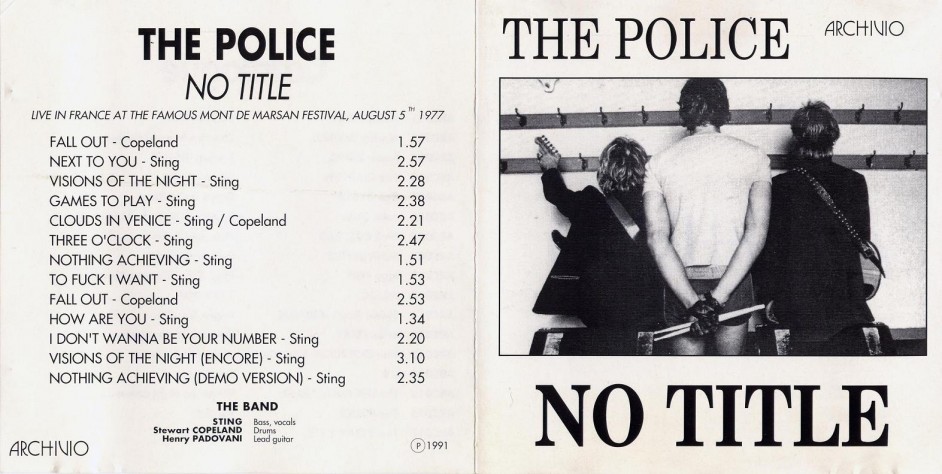 THE POLICE
NO TITLE
LIVE IN FRANCE AT THE FAMOUS MONT DE MARSAN FESTIVAL, AUGUST 5 TH 1977
FALL OUT - Copeland 1.57
NEXT TO YOU - Sting 2.57
VISIONS OF THE NIGHT - Sting 2.28
GAMES TO PLAY - Sting 2.38
CLOUDS IN VENICE - Sting / Copeland 2.21
THREE O'CLOCK - Sting 2.47
NOTHING ACHIEVING - Sting 1.51
TO FUCK I WANT - Sting 1.53
FALL OUT - Copeland 2.53
HOW ARE YOU - Sting 1.34
I DON'T WANNA BE YOUR NUMBER - Sting 2.20
VISIONS OF THE NIGHT (ENCORE) - Sting 3.10
NOTHING ACHIEVING (DEMO VERSION) - Sting 2.35
THE BAND
STING Bass, vocals
Stewart COPELAND Drums
Henry PADOVANI Lead guitar
ARCHIVIO
℗ 1991
THE POLICE
ARCHIVIO
NO TITLE